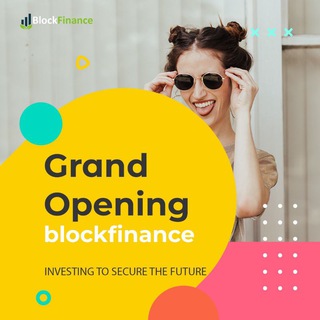 BlockFinance
Grand
Opening
blockfinance
INVESTING TO SECURE THE FUTURE